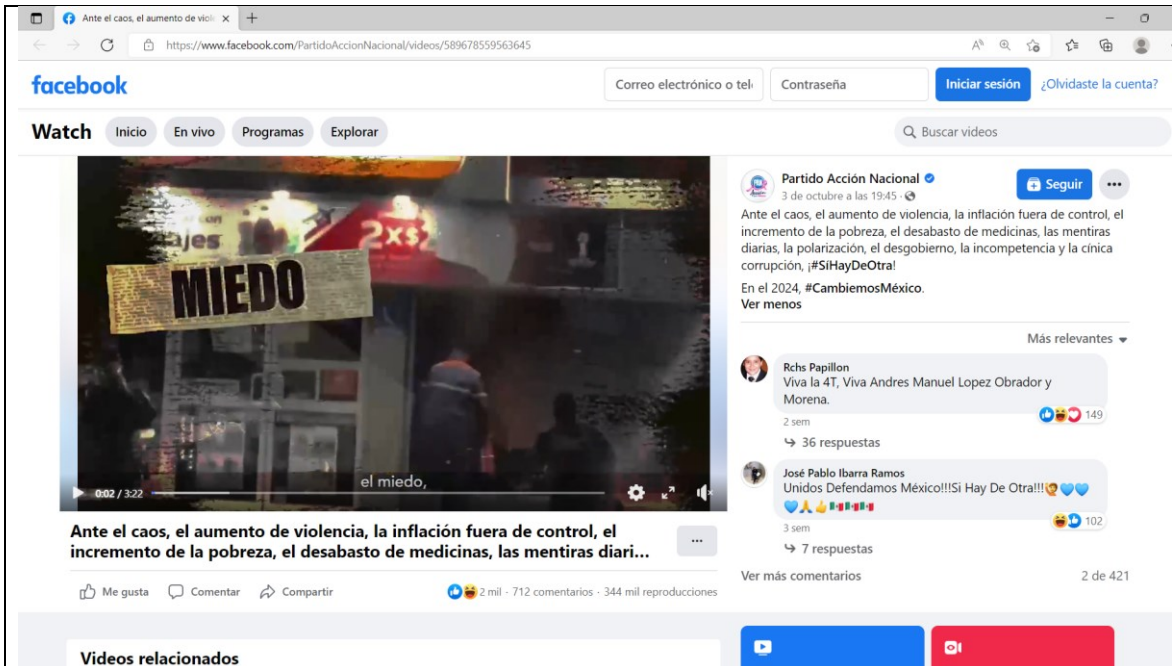 Ante el caos, el aumento de viol
https://www.facebook.com/PartidoAccionNacional/videos/589678559563645
facebook
Correo electrónico o tel
Contraseña
Iniciar sesión
¿Olvidaste la cuenta?
Watch
Inicio
En vivo
Programas
Explorar
Buscar videos
ajes
2x$
MIEDO
el miedo,
0:02 / 3:22
Ante el caos, el aumento de violencia, la inflación fuera de control, el
incremento de la pobreza, el desabasto de medicinas, las mentiras diari...
Me gusta
Comentar
Compartir
2 mil · 712 comentarios · 344 mil reproducciones
Videos relacionados
Partido Acción Nacional
3 de octubre a las 19:45 ·
Seguir
Ante el caos, el aumento de violencia, la inflación fuera de control, el
incremento de la pobreza, el desabasto de medicinas, las mentiras
diarias, la polarización, el desgobierno, la incompetencia y la cínica
corrupción, ¡#SíHayDeOtra!
En el 2024, #CambiemosMéxico.
Ver menos
Más relevantes
Rchs Papillon
Viva la 4T, Viva Andres Manuel Lopez Obrador y
Morena.
149
2 sem
36 respuestas
José Pablo Ibarra Ramos
Unidos Defendamos México!!!Si Hay De Otra!!!🙋💙💙
💙🙏👍🇲🇽🇲🇽🇲🇽
102
3 sem
7 respuestas
Ver más comentarios
2 de 421